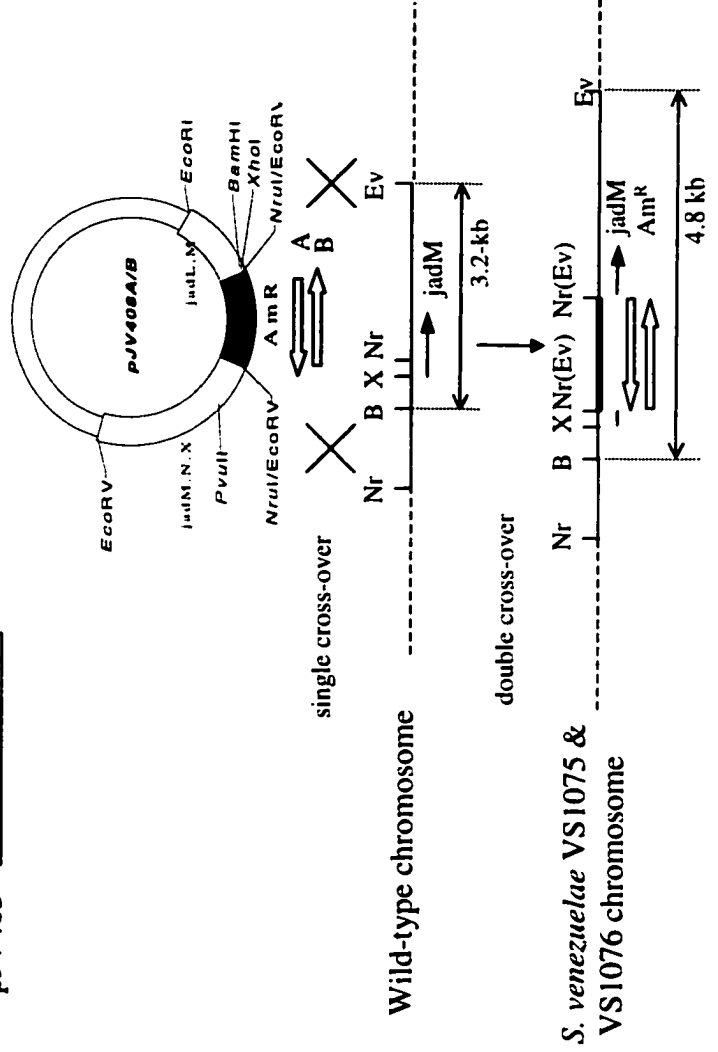 EcoRV
pJV408A/B
EcoRI
jadL.M
BamHI
XhoI
NruI/EcoRV
jadM.N.X
PvuII
NruI/EcoRV
AmR
A
B
single cross-over
Nr B X Nr Ev
jadM
Wild-type chromosome
3.2-kb
double cross-over
Nr B X Nr(Ev) Nr(Ev) Ev
jadM
Am^R
S. venezuelae VS1075 &
VS1076 chromosome
4.8 kb